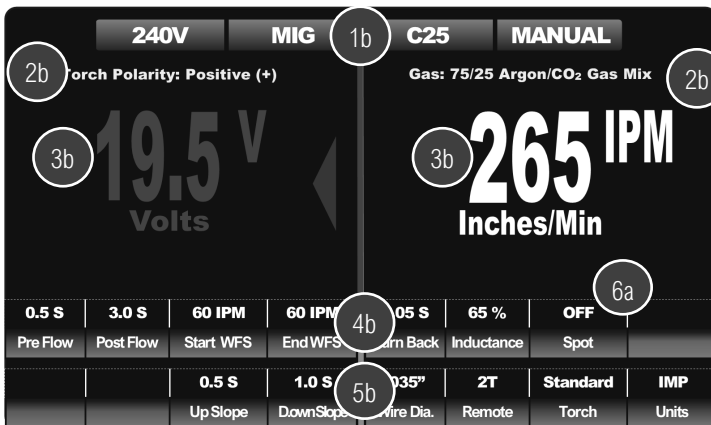 240V MIG 1b C25 MANUAL
2b Torch Polarity: Positive (+) Gas: 75/25 Argon/CO₂ Gas Mix 2b
3b 19.5 V 3b 265 IPM
Volts Inches/Min
6a
0.5 S 3.0 S 60 IPM 60 IPM 4b 05 S 65 % OFF
Pre Flow Post Flow Start WFS End WFS urn Back Inductance Spot
0.5 S 1.0 S 5b 035” 2T Standard IMP
Up Slope Down Slope Wire Dia. Remote Torch Units